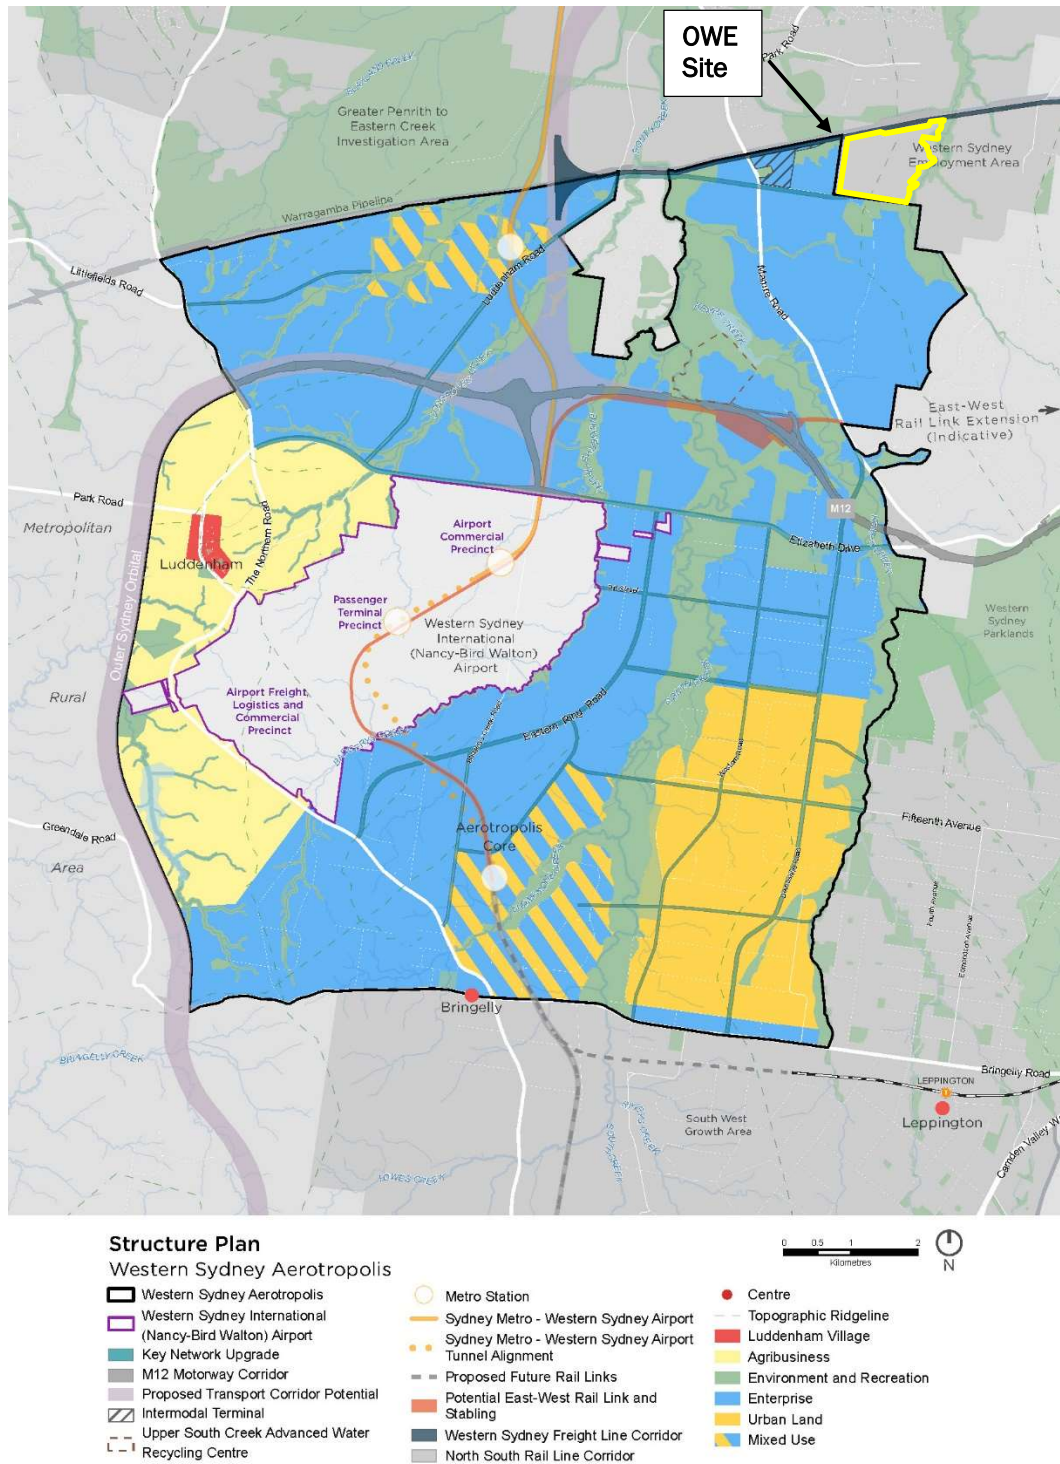 OWE
Site
Park Road
Greater Penrith to
Eastern Creek
Investigation Area
Western Sydney
Employment Area
Warragamba Pipeline
Littlefields Road
Luddenham Road
Mamre Road
East-West
Rail Link Extension
(Indicative)
Park Road
Metropolitan
Luddenham
The Northern Road
Airport
Commercial
Precinct
M12
Elizabeth Drive
Passenger
Terminal
Precinct
Western Sydney
International
(Nancy-Bird Walton)
Airport
Western
Sydney
Parklands
Outer Sydney Orbital
Rural
Airport Freight,
Logistics and
Commercial
Precinct
Eastern Ring Road
Greendale Road
Area
Aerotropolis
Core
Fifteenth Avenue
Fourth Avenue
Edmondson Avenue
Bringelly
BRINGELLY CREEK
Bringelly Road
LEPPINGTON
Leppington
South West
Growth Area
LOWES CREEK
Camden Valley
Structure Plan
Western Sydney Aerotropolis
0 0.5 1 2
Kilometres
N
Western Sydney Aerotropolis
Western Sydney International
(Nancy-Bird Walton) Airport
Key Network Upgrade
M12 Motorway Corridor
Proposed Transport Corridor Potential
Intermodal Terminal
Upper South Creek Advanced Water
Recycling Centre
Metro Station
Sydney Metro - Western Sydney Airport
Sydney Metro - Western Sydney Airport
Tunnel Alignment
Proposed Future Rail Links
Potential East-West Rail Link and
Stabling
Western Sydney Freight Line Corridor
North South Rail Line Corridor
Centre
Topographic Ridgeline
Luddenham Village
Agribusiness
Environment and Recreation
Enterprise
Urban Land
Mixed Use